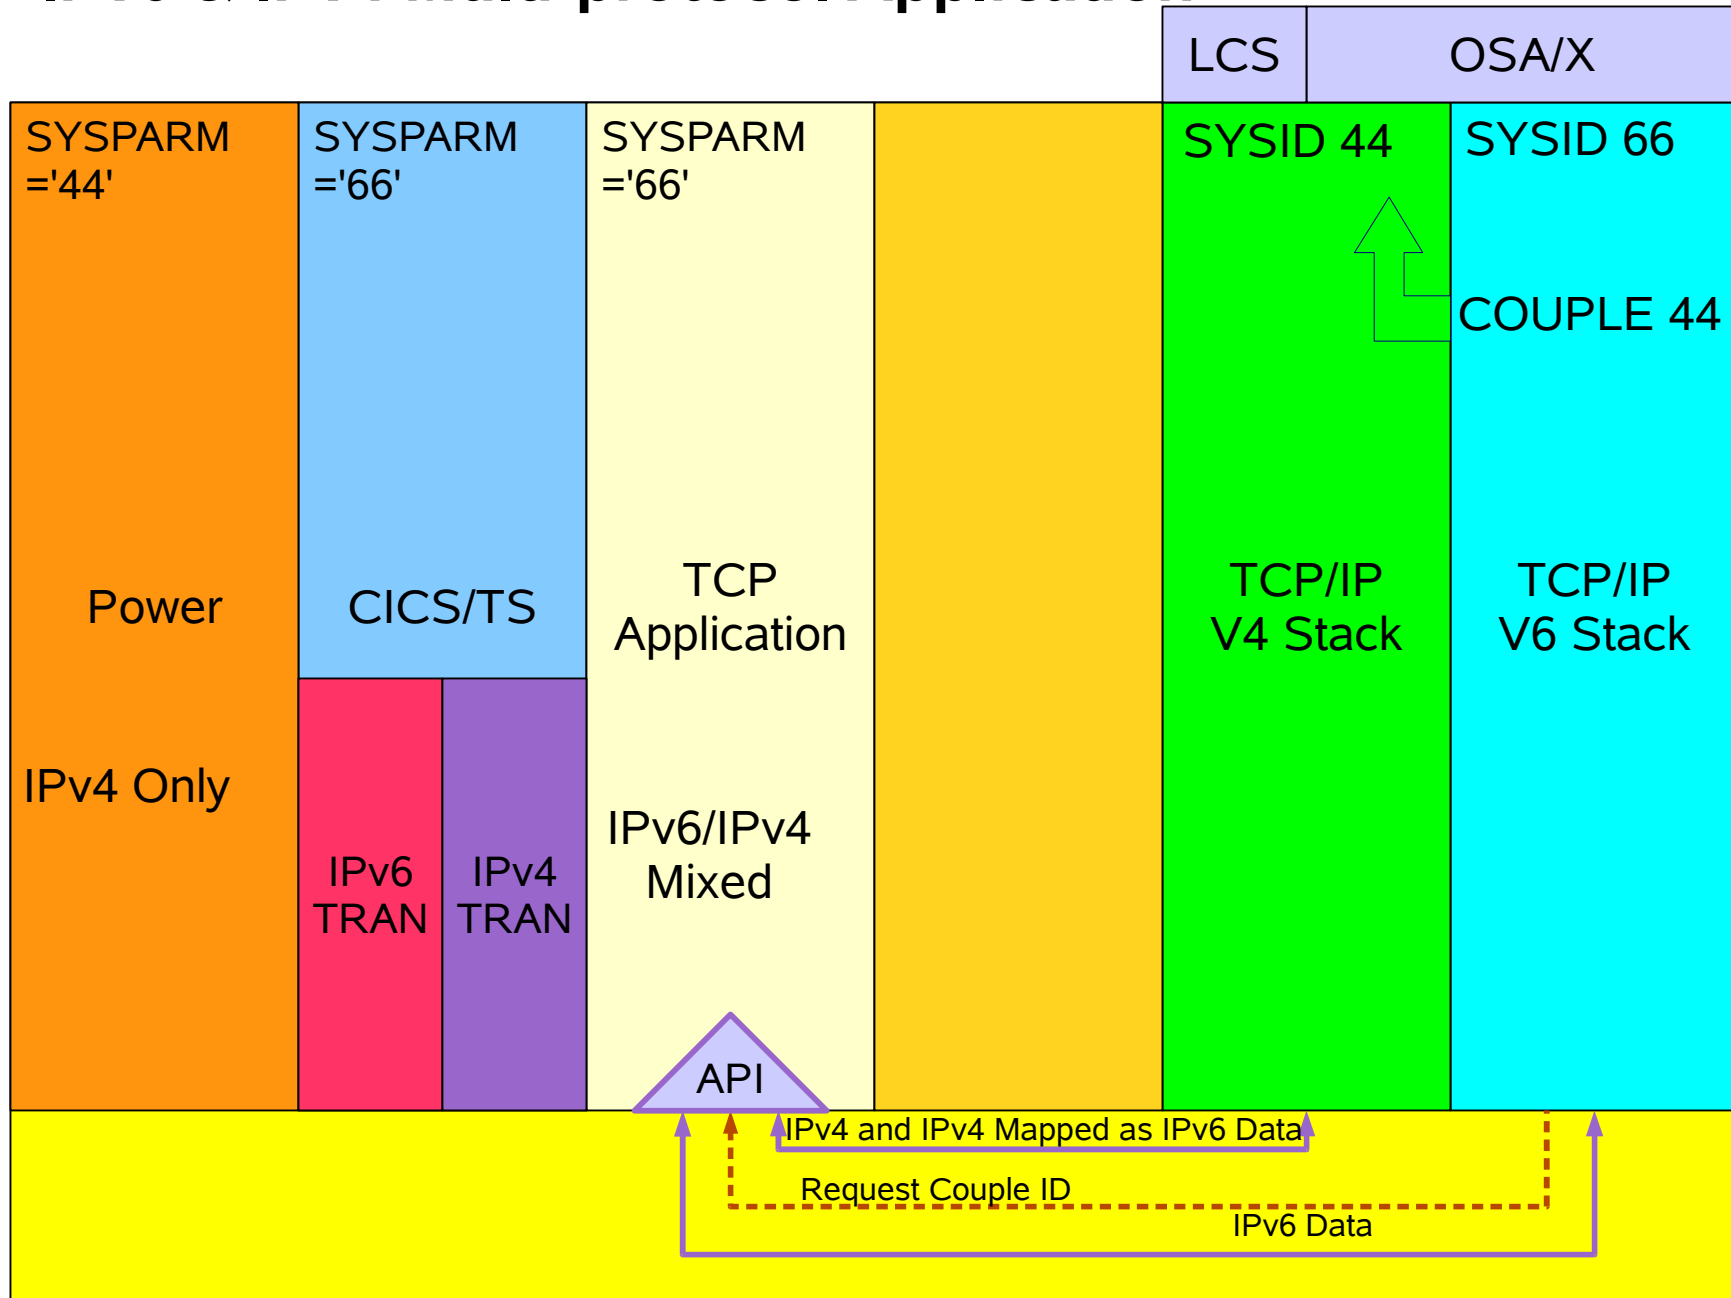 LCS
OSA/X
SYSPARM
='44'
SYSPARM
='66'
SYSPARM
='66'
SYSID 44
SYSID 66
COUPLE 44
Power
CICS/TS
TCP
Application
TCP/IP
V4 Stack
TCP/IP
V6 Stack
IPv4 Only
IPv6/IPv4
Mixed
IPv6
TRAN
IPv4
TRAN
API
IPv4 and IPv4 Mapped as IPv6 Data
Request Couple ID
IPv6 Data